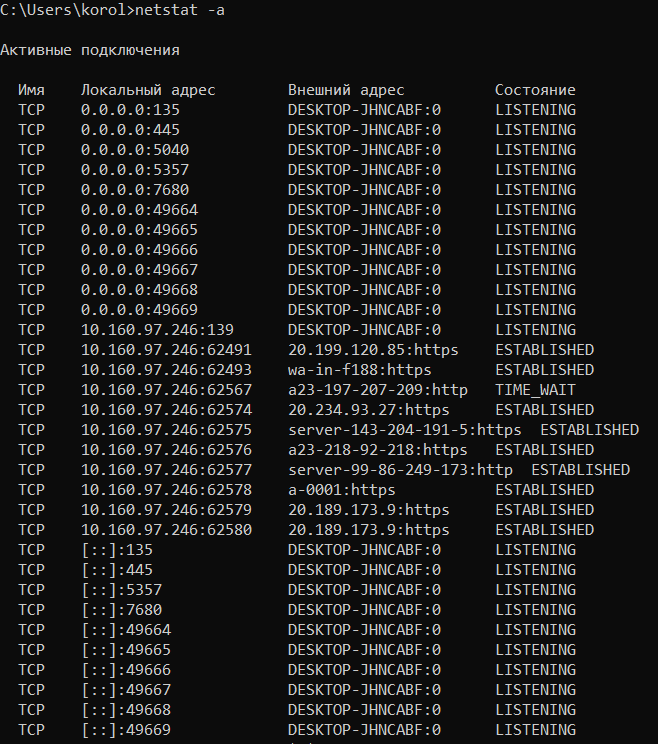 C:\Users\korol>netstat -a
Активные подключения
Имя Локальный адрес Внешний адрес Состояние
TCP 0.0.0.0:135 DESKTOP-JHNCABF:0 LISTENING
TCP 0.0.0.0:445 DESKTOP-JHNCABF:0 LISTENING
TCP 0.0.0.0:5040 DESKTOP-JHNCABF:0 LISTENING
TCP 0.0.0.0:5357 DESKTOP-JHNCABF:0 LISTENING
TCP 0.0.0.0:7680 DESKTOP-JHNCABF:0 LISTENING
TCP 0.0.0.0:49664 DESKTOP-JHNCABF:0 LISTENING
TCP 0.0.0.0:49665 DESKTOP-JHNCABF:0 LISTENING
TCP 0.0.0.0:49666 DESKTOP-JHNCABF:0 LISTENING
TCP 0.0.0.0:49667 DESKTOP-JHNCABF:0 LISTENING
TCP 0.0.0.0:49668 DESKTOP-JHNCABF:0 LISTENING
TCP 0.0.0.0:49669 DESKTOP-JHNCABF:0 LISTENING
TCP 10.160.97.246:139 DESKTOP-JHNCABF:0 LISTENING
TCP 10.160.97.246:62491 20.199.120.85:https ESTABLISHED
TCP 10.160.97.246:62493 wa-in-f188:https ESTABLISHED
TCP 10.160.97.246:62567 a23-197-207-209:http TIME_WAIT
TCP 10.160.97.246:62574 20.234.93.27:https ESTABLISHED
TCP 10.160.97.246:62575 server-143-204-191-5:https ESTABLISHED
TCP 10.160.97.246:62576 a23-218-92-218:https ESTABLISHED
TCP 10.160.97.246:62577 server-99-86-249-173:http ESTABLISHED
TCP 10.160.97.246:62578 a-0001:https ESTABLISHED
TCP 10.160.97.246:62579 20.189.173.9:https ESTABLISHED
TCP 10.160.97.246:62580 20.189.173.9:https ESTABLISHED
TCP [::]:135 DESKTOP-JHNCABF:0 LISTENING
TCP [::]:445 DESKTOP-JHNCABF:0 LISTENING
TCP [::]:5357 DESKTOP-JHNCABF:0 LISTENING
TCP [::]:7680 DESKTOP-JHNCABF:0 LISTENING
TCP [::]:49664 DESKTOP-JHNCABF:0 LISTENING
TCP [::]:49665 DESKTOP-JHNCABF:0 LISTENING
TCP [::]:49666 DESKTOP-JHNCABF:0 LISTENING
TCP [::]:49667 DESKTOP-JHNCABF:0 LISTENING
TCP [::]:49668 DESKTOP-JHNCABF:0 LISTENING
TCP [::]:49669 DESKTOP-JHNCABF:0 LISTENING